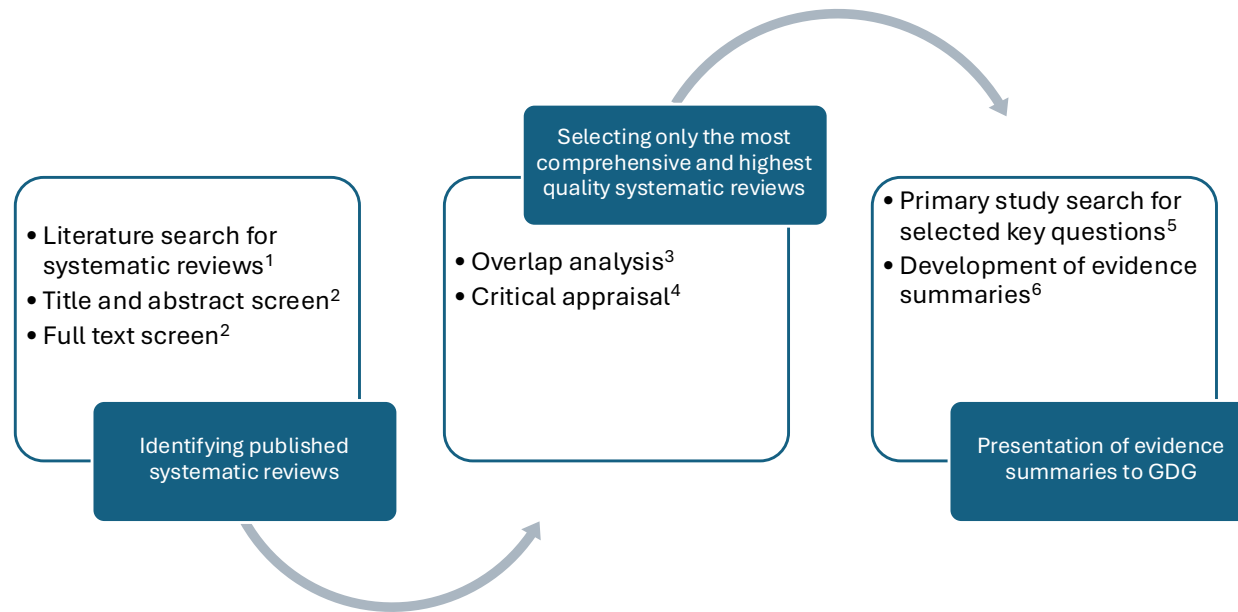 • Literature search for
systematic reviews¹
• Title and abstract screen²
• Full text screen²
Identifying published
systematic reviews
Selecting only the most
comprehensive and highest
quality systematic reviews
• Overlap analysis³
• Critical appraisal⁴
• Primary study search for
selected key questions⁵
• Development of evidence
summaries⁶
Presentation of evidence
summaries to GDG